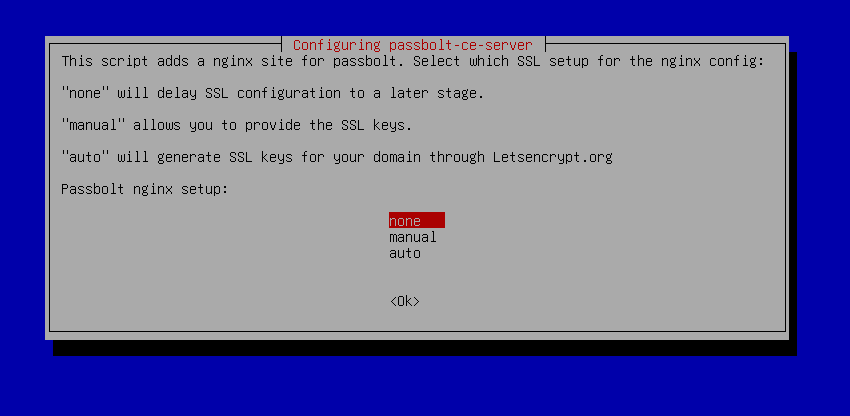 Configuring passbolt-ce-server
This script adds a nginx site for passbolt. Select which SSL setup for the nginx config:
"none" will delay SSL configuration to a later stage.
"manual" allows you to provide the SSL keys.
"auto" will generate SSL keys for your domain through Letsencrypt.org
Passbolt nginx setup:
none
manual
auto
<Ok>